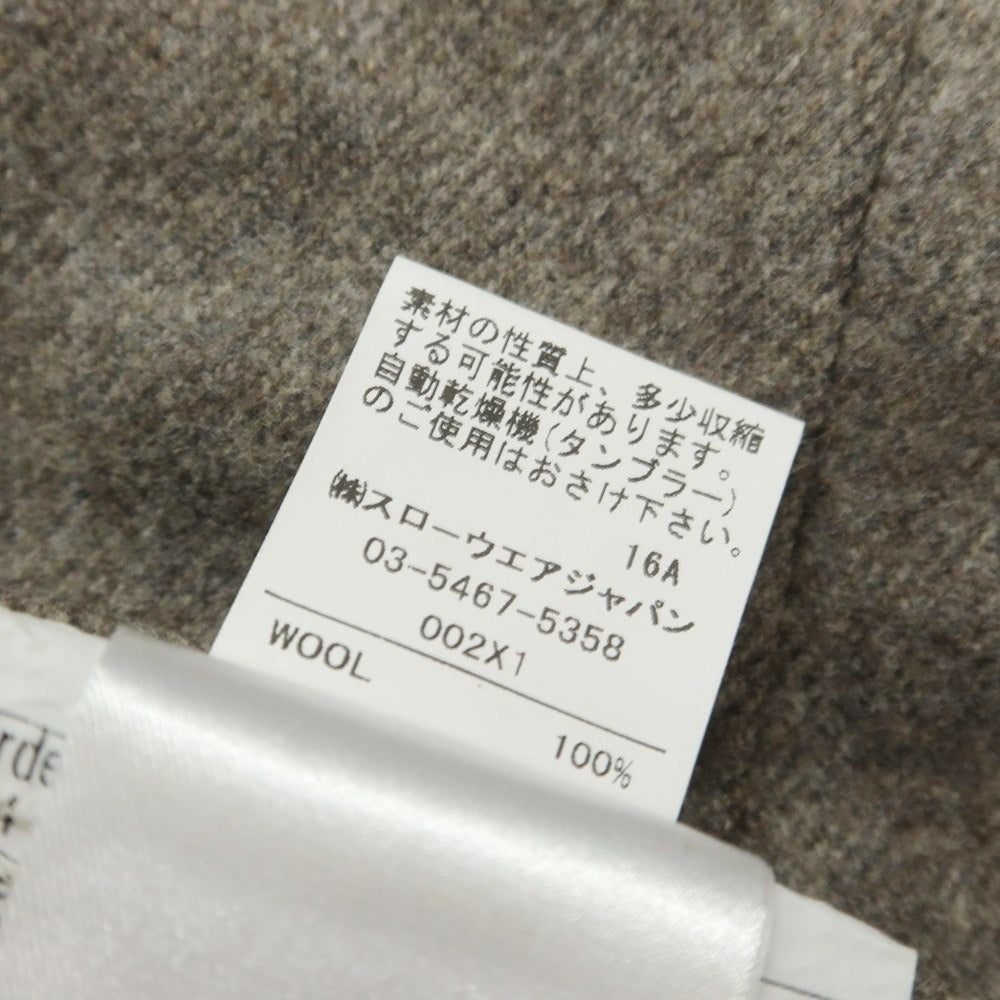 素材の性質上、多少収縮
する可能性があります。
自動乾燥機(タンブラー)
のご使用はおさけ下さい。
16A
㈱スローウエアジャパン
03-5467-5358
002X1
WOOL
100%
rde